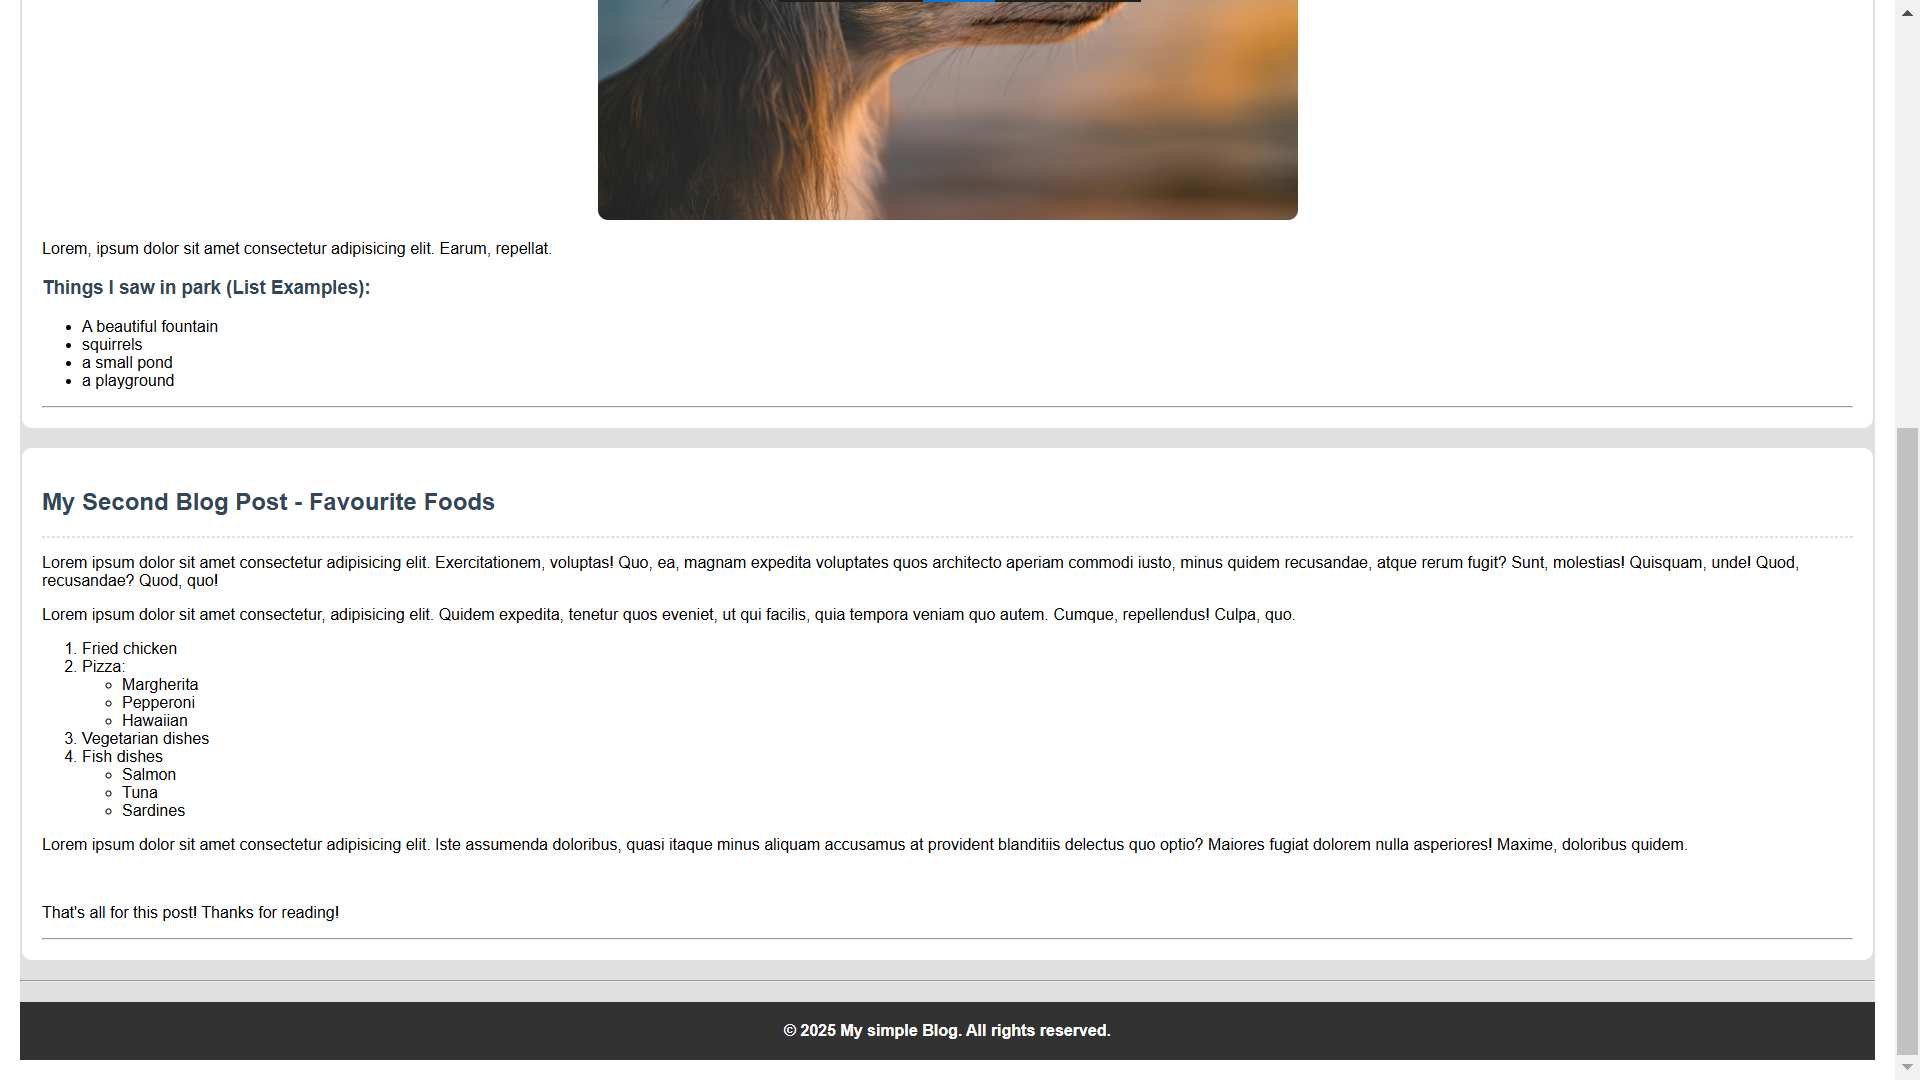 Lorem, ipsum dolor sit amet consectetur adipisicing elit. Earum, repellat.
Things I saw in park (List Examples):
• A beautiful fountain
• squirrels
• a small pond
• a playground
My Second Blog Post - Favourite Foods
Lorem ipsum dolor sit amet consectetur adipisicing elit. Exercitationem, voluptas! Quo, ea, magnam expedita voluptates quos architecto aperiam commodi iusto, minus quidem recusandae, atque rerum fugit? Sunt, molestias! Quisquam, unde! Quod,
recusandae? Quod, quo!
Lorem ipsum dolor sit amet consectetur, adipisicing elit. Quidem expedita, tenetur quos eveniet, ut qui facilis, quia tempora veniam quo autem. Cumque, repellendus! Culpa, quo.
1. Fried chicken
2. Pizza:
◦ Margherita
◦ Pepperoni
◦ Hawaiian
3. Vegetarian dishes
4. Fish dishes
◦ Salmon
◦ Tuna
◦ Sardines
Lorem ipsum dolor sit amet consectetur adipisicing elit. Iste assumenda doloribus, quasi itaque minus aliquam accusamus at provident blanditiis delectus quo optio? Maiores fugiat dolorem nulla asperiores! Maxime, doloribus quidem.
That's all for this post! Thanks for reading!
© 2025 My simple Blog. All rights reserved.